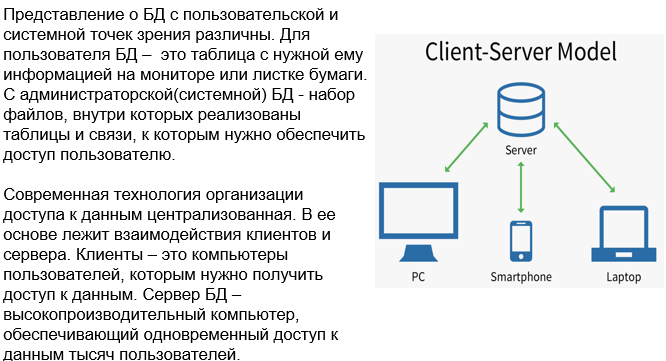 Представление о БД с пользовательской и
системной точек зрения различны. Для
пользователя БД –  это таблица с нужной ему
информацией на мониторе или листке бумаги.
С администраторской(системной) БД - набор
файлов, внутри которых реализованы
таблицы и связи, к которым нужно обеспечить
доступ пользователю.
Современная технология организации
доступа к данным централизованная. В ее
основе лежит взаимодействия клиентов и
сервера. Клиенты – это компьютеры
пользователей, которым нужно получить
доступ к данным. Сервер БД –
высокопроизводительный компьютер,
обеспечивающий одновременный доступ к
данным тысяч пользователей.
Client-Server Model
Server
PC
Smartphone
Laptop